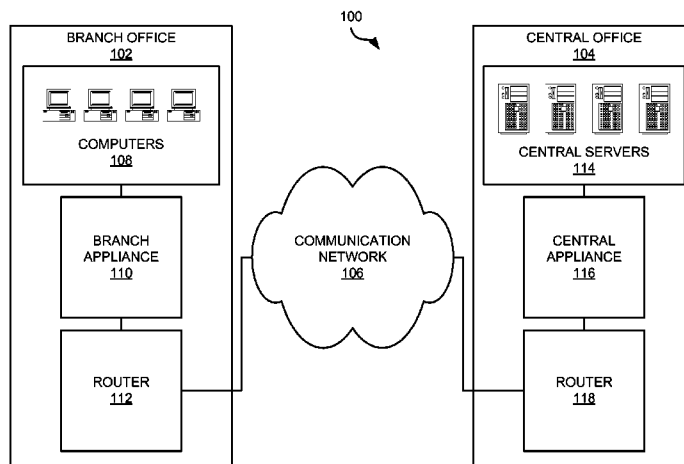 100
BRANCH OFFICE
102
COMPUTERS
108
BRANCH
APPLIANCE
110
ROUTER
112
COMMUNICATION
NETWORK
106
CENTRAL OFFICE
104
CENTRAL SERVERS
114
CENTRAL
APPLIANCE
116
ROUTER
118